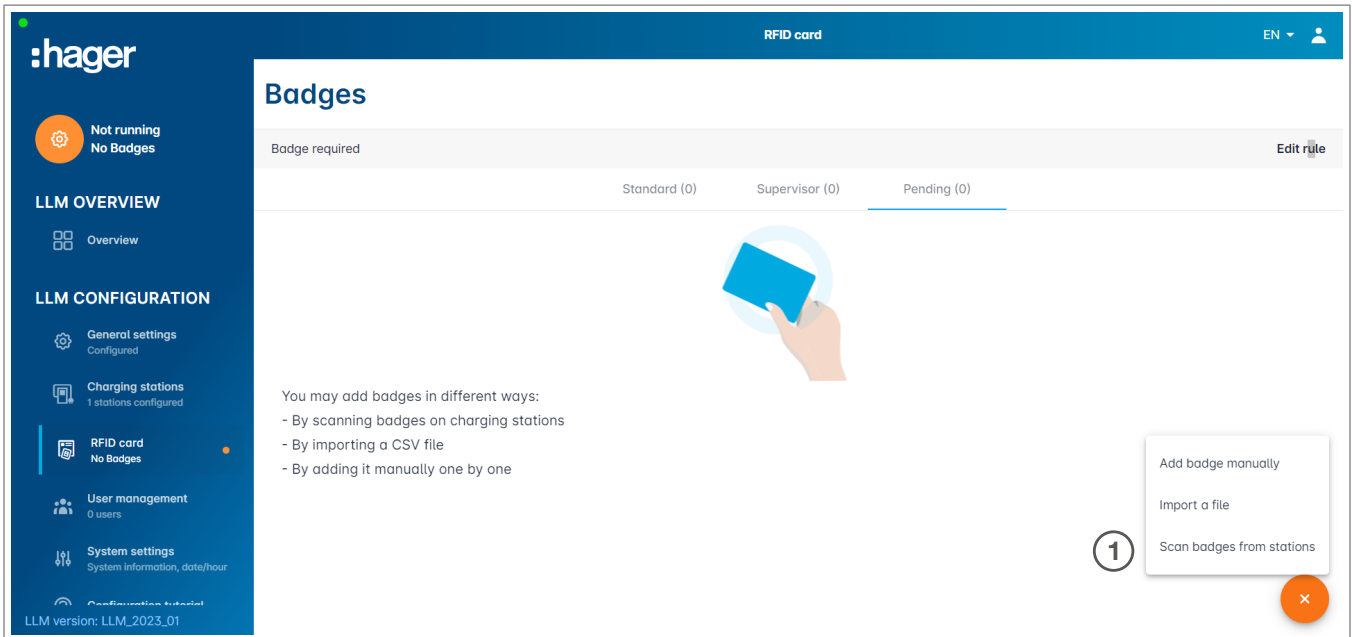 RFID card
EN
:hager
Badges
Not running
No Badges
Badge required
Edit rule
Standard (0)
Supervisor (0)
Pending (0)
LLM OVERVIEW
Overview
LLM CONFIGURATION
General settings
Configured
Charging stations
1 stations configured
RFID card
No Badges
User management
0 users
System settings
System information, date/hour
Configuration tutorial
LLM version: LLM_2023_01
You may add badges in different ways:
- By scanning badges on charging stations
- By importing a CSV file
- By adding it manually one by one
Add badge manually
Import a file
1
Scan badges from stations